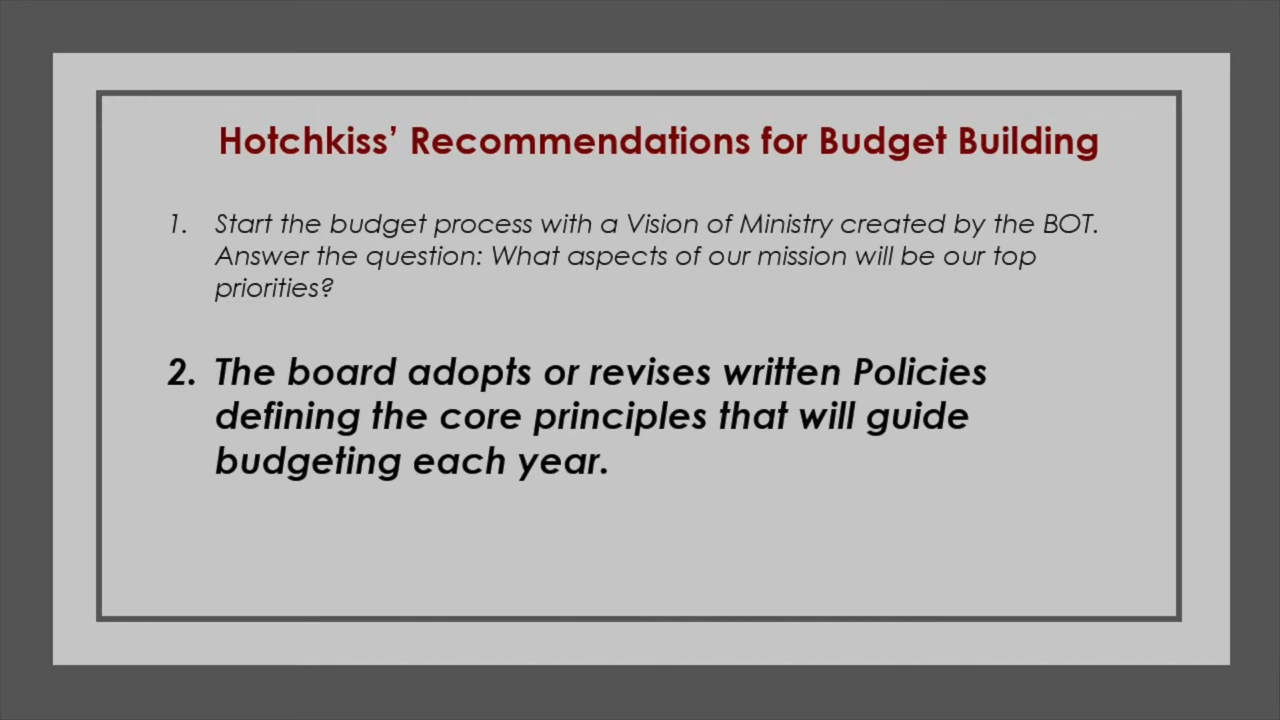 Hotchkiss’ Recommendations for Budget Building
1. Start the budget process with a Vision of Ministry created by the BOT.
Answer the question: What aspects of our mission will be our top
priorities?
2. The board adopts or revises written Policies
defining the core principles that will guide
budgeting each year.